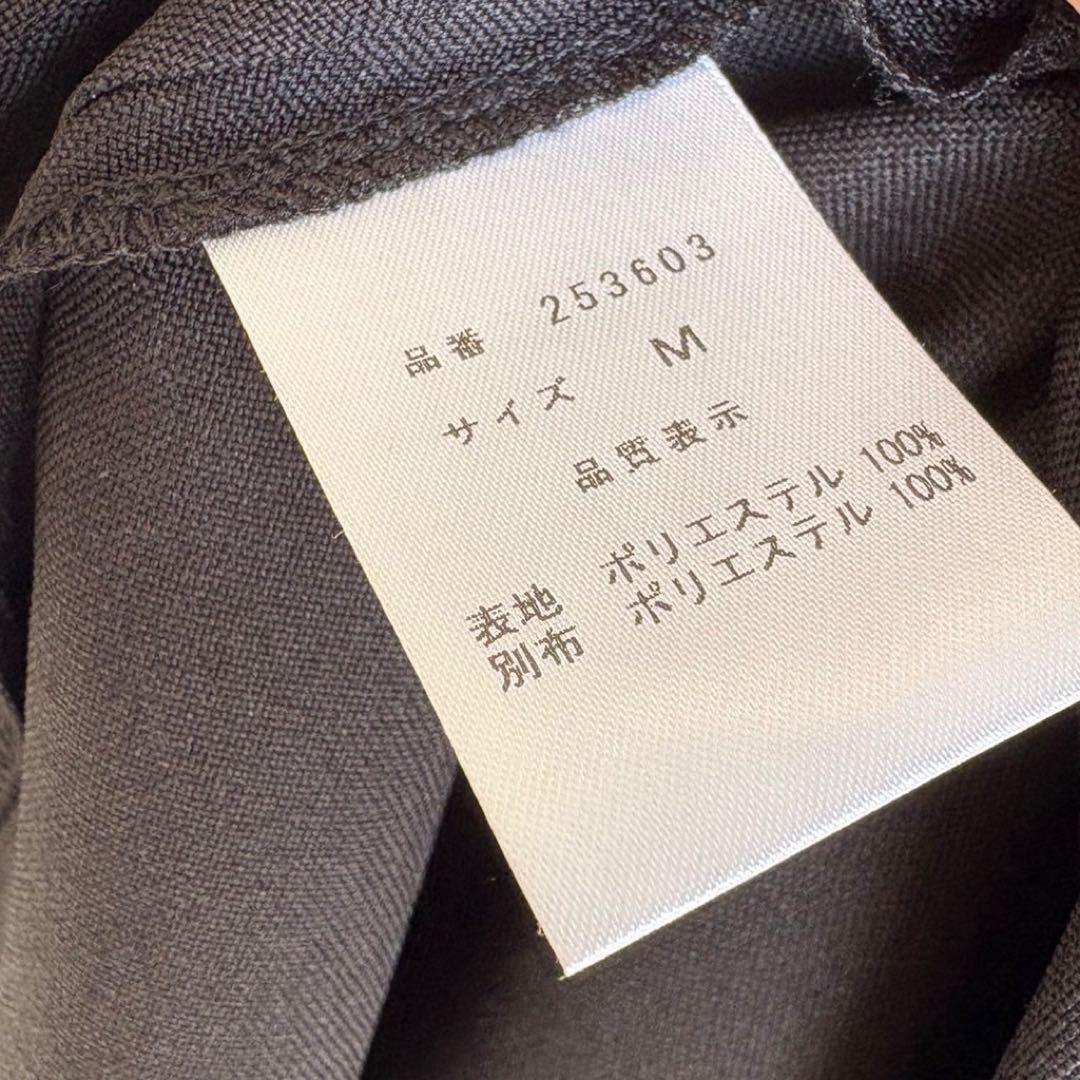 品番 253603
サイズ M
品質表示
表地 ポリエステル 100%
別布 ポリエステル 100%